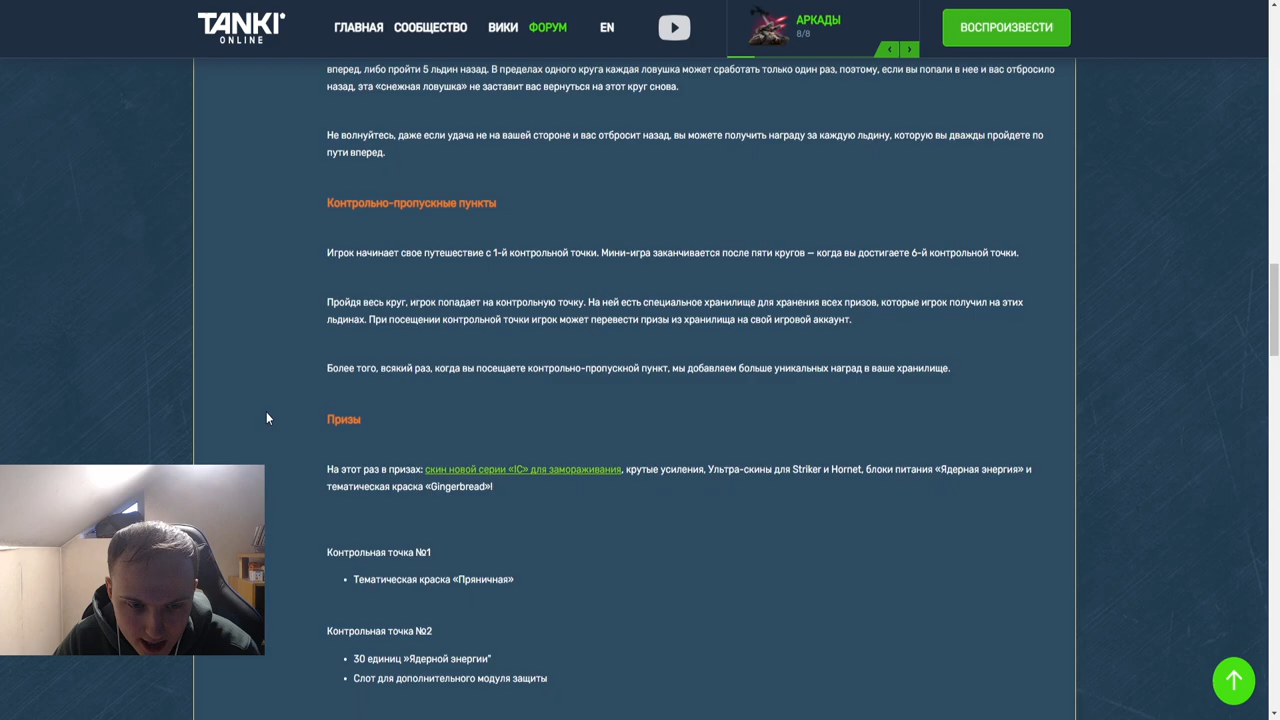 TANKI
ONLINE
ГЛАВНАЯ
СООБЩЕСТВО
ВИКИ
ФОРУМ
EN
АРКАДЫ
8/8
ВОСПРОИЗВЕСТИ
вперед, либо пройти 5 льдин назад. В пределах одного круга каждая ловушка может сработать только один раз, поэтому, если вы попали в нее и вас отбросило
назад, эта «снежная ловушка» не заставит вас вернуться на этот круг снова.
Не волнуйтесь, даже если удача не на вашей стороне и вас отбросит назад, вы можете получить награду за каждую льдину, которую вы дважды пройдете по
пути вперед.
Контрольно-пропускные пункты
Игрок начинает свое путешествие с 1-й контрольной точки. Мини-игра заканчивается после пяти кругов — когда вы достигаете 6-й контрольной точки.
Пройдя весь круг, игрок попадает на контрольную точку. На ней есть специальное хранилище для хранения всех призов, которые игрок получил на этих
льдинах. При посещении контрольной точки игрок может перевести призы из хранилища на свой игровой аккаунт.
Более того, всякий раз, когда вы посещаете контрольно-пропускной пункт, мы добавляем больше уникальных наград в ваше хранилище.
Призы
На этот раз в призах: скин новой серии «IC» для замораживания, крутые усиления, Ультра-скины для Striker и Hornet, блоки питания «Ядерная энергия» и
тематическая краска «Gingerbread»!
Контрольная точка №1
• Тематическая краска «Пряничная»
Контрольная точка №2
• 30 единиц »Ядерной энергии"
• Слот для дополнительного модуля защиты